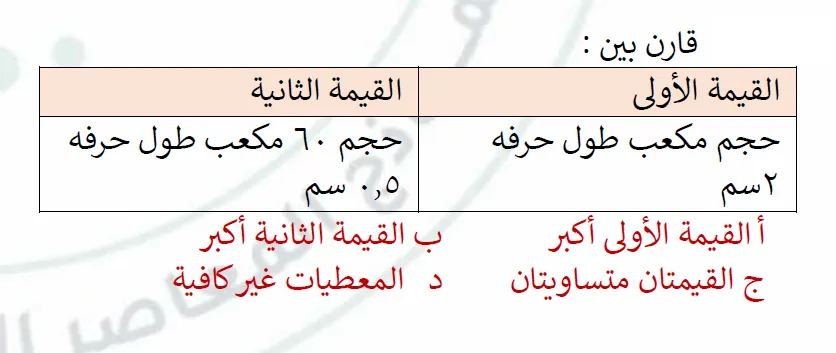 قارن بين :
القيمة الأولى القيمة الثانية
حجم مكعب طول حرفه ٢سم حجم ٦٠ مكعب طول حرفه ٠,٥ سم
أ القيمة الأولى أكبر ب القيمة الثانية أكبر
ج القيمتان متساويتان د المعطيات غير كافية